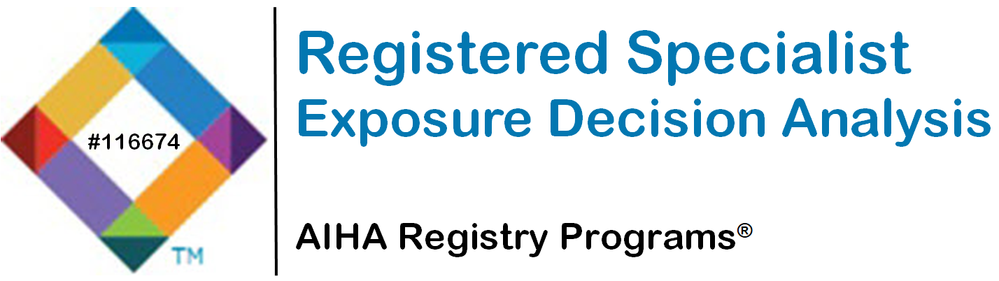 #116674
TM
Registered Specialist
Exposure Decision Analysis
AIHA Registry Programs®